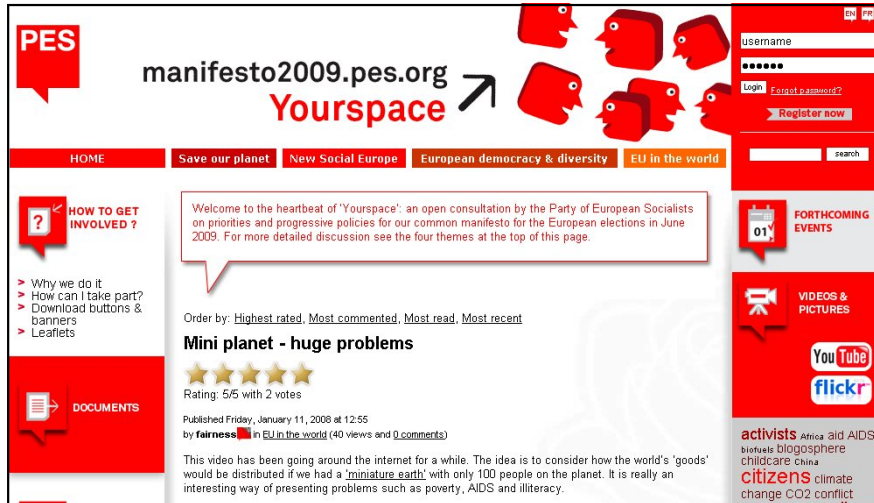 PES
manifesto2009.pes.org
Yourspace
EN FR
username
Login Forgot password?
Register now
search
HOME
Save our planet
New Social Europe
European democracy & diversity
EU in the world
HOW TO GET
INVOLVED ?
> Why we do it
> How can I take part?
> Download buttons &
banners
> Leaflets
DOCUMENTS
Welcome to the heartbeat of 'Yourspace': an open consultation by the Party of European Socialists
on priorities and progressive policies for our common manifesto for the European elections in June
2009. For more detailed discussion see the four themes at the top of this page.
Order by: Highest rated, Most commented, Most read, Most recent
Mini planet - huge problems
Rating: 5/5 with 2 votes
Published Friday, January 11, 2008 at 12:55
by fairness in EU in the world (40 views and 0 comments)
This video has been going around the internet for a while. The idea is to consider how the world's 'goods'
would be distributed if we had a 'miniature earth' with only 100 people on the planet. It is really an
interesting way of presenting problems such as poverty, AIDS and illiteracy.
01
FORTHCOMING
EVENTS
VIDEOS &
PICTURES
YouTube
flickr
activists Africa aid AIDS
biofuels blogosphere
childcare China
citizens climate
change CO2 conflict